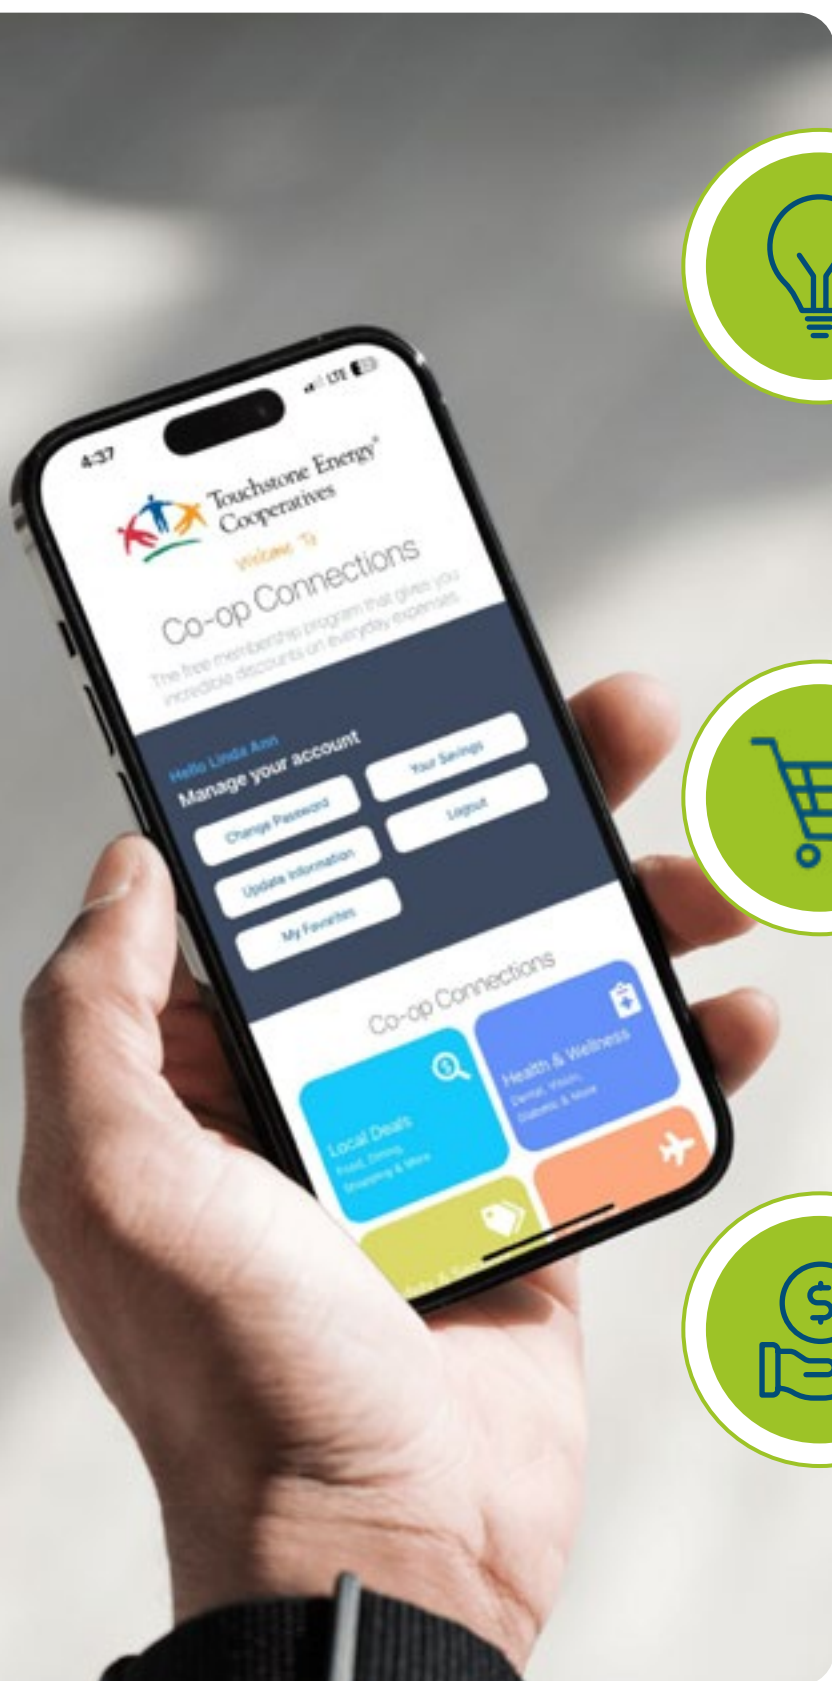 4:37
LTE
Touchstone Energy®
Cooperatives
Welcome To
Co-op Connections
The free membership program that gives you
incredible discounts on everyday expenses
Hello Linda Ann
Manage your account
Change Password
Your Savings
Update Information
Logout
My Favorites
Co-op Connections
Local Deals
Food, Dining,
Shopping & More
Health & Wellness
Dental, Vision,
Diabetic & More
$